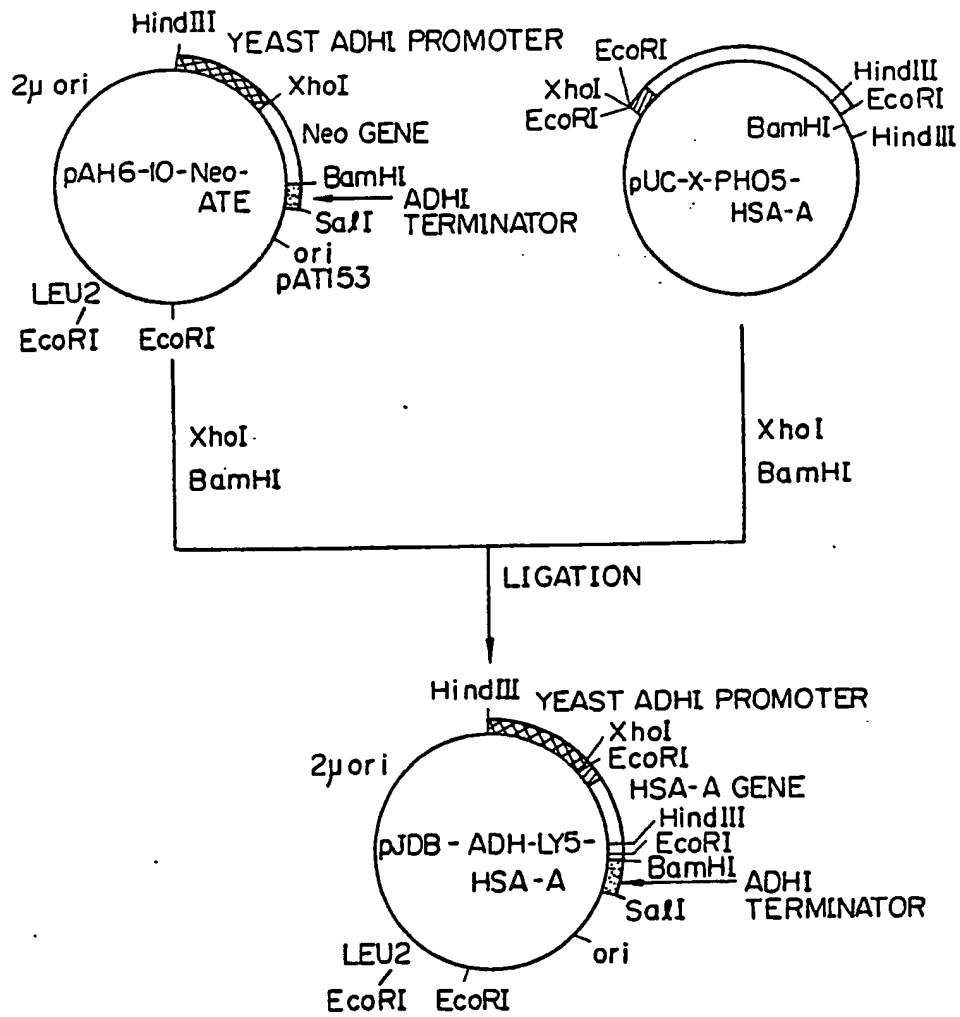 HindIII
YEAST ADHI PROMOTER
2μ ori
XhoI
Neo GENE
pAH6-10-Neo-
ATE
BamHI
ADHI
TERMINATOR
SalI
ori
pAT153
LEU2
EcoRI
EcoRI
EcoRI
XhoI
EcoRI
HindIII
EcoRI
BamHI
HindIII
pUC-X-PHO5-
HSA-A
XhoI
BamHI
XhoI
BamHI
LIGATION
HindIII
YEAST ADHI PROMOTER
XhoI
EcoRI
2μ ori
HSA-A GENE
HindIII
EcoRI
BamHI
pJDB-ADH-LY5-
HSA-A
ADHI
TERMINATOR
SalI
ori
LEU2
EcoRI
EcoRI